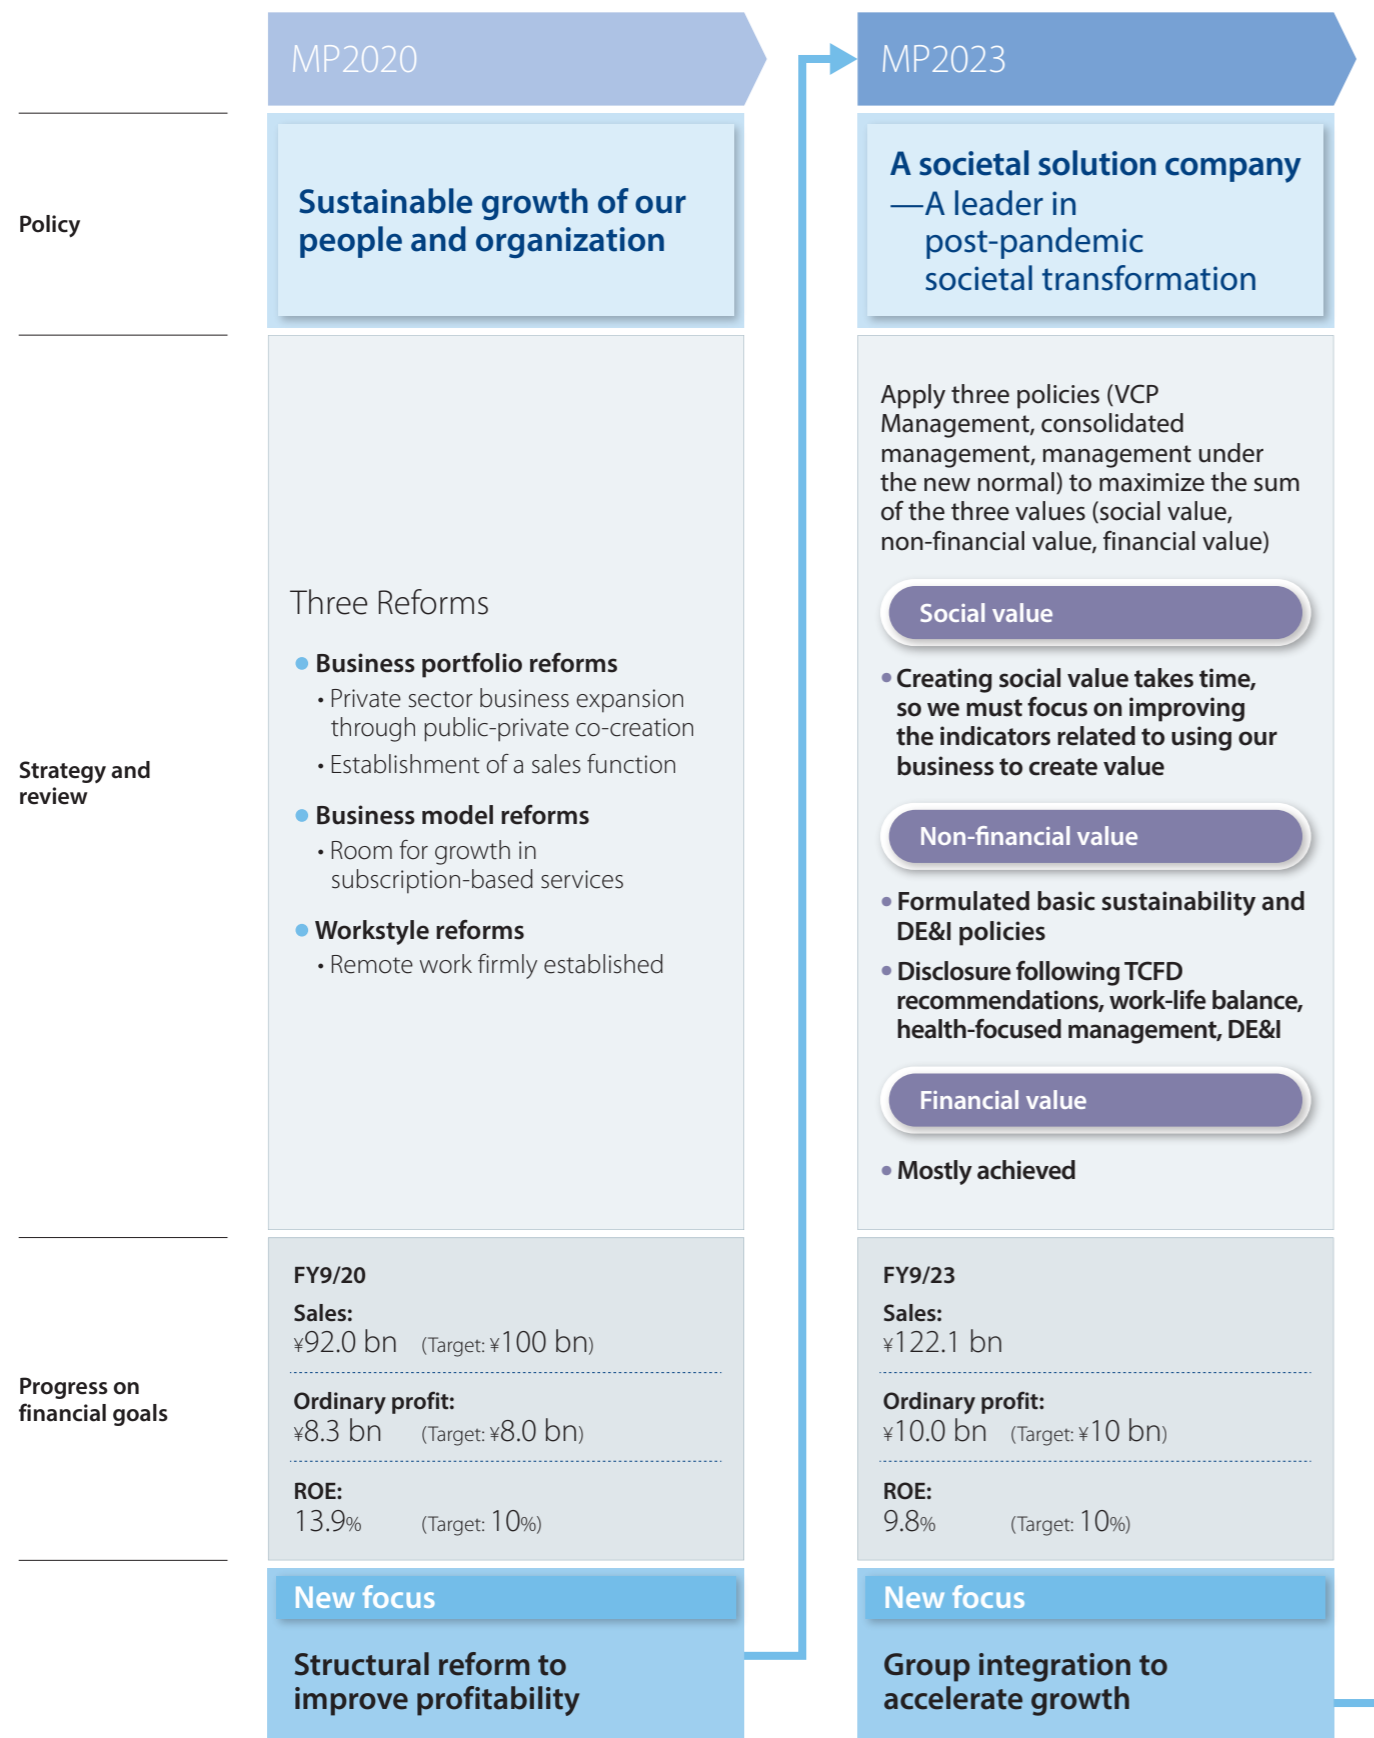 MP2020
MP2023
Policy
Sustainable growth of our
people and organization
A societal solution company
—A leader in
post-pandemic
societal transformation
Strategy and
review
Three Reforms
● Business portfolio reforms
• Private sector business expansion
through public-private co-creation
• Establishment of a sales function
● Business model reforms
• Room for growth in
subscription-based services
● Workstyle reforms
• Remote work firmly established
Apply three policies (VCP
Management, consolidated
management, management under
the new normal) to maximize the sum
of the three values (social value,
non-financial value, financial value)
Social value
• Creating social value takes time,
so we must focus on improving
the indicators related to using our
business to create value
Non-financial value
• Formulated basic sustainability and
DE&I policies
• Disclosure following TCFD
recommendations, work-life balance,
health-focused management, DE&I
Financial value
• Mostly achieved
Progress on
financial goals
FY9/20
Sales:
¥92.0 bn (Target: ¥100 bn)
Ordinary profit:
¥8.3 bn (Target: ¥8.0 bn)
ROE:
13.9% (Target: 10%)
FY9/23
Sales:
¥122.1 bn
Ordinary profit:
¥10.0 bn (Target: ¥10 bn)
ROE:
9.8% (Target: 10%)
New focus
Structural reform to
improve profitability
New focus
Group integration to
accelerate growth